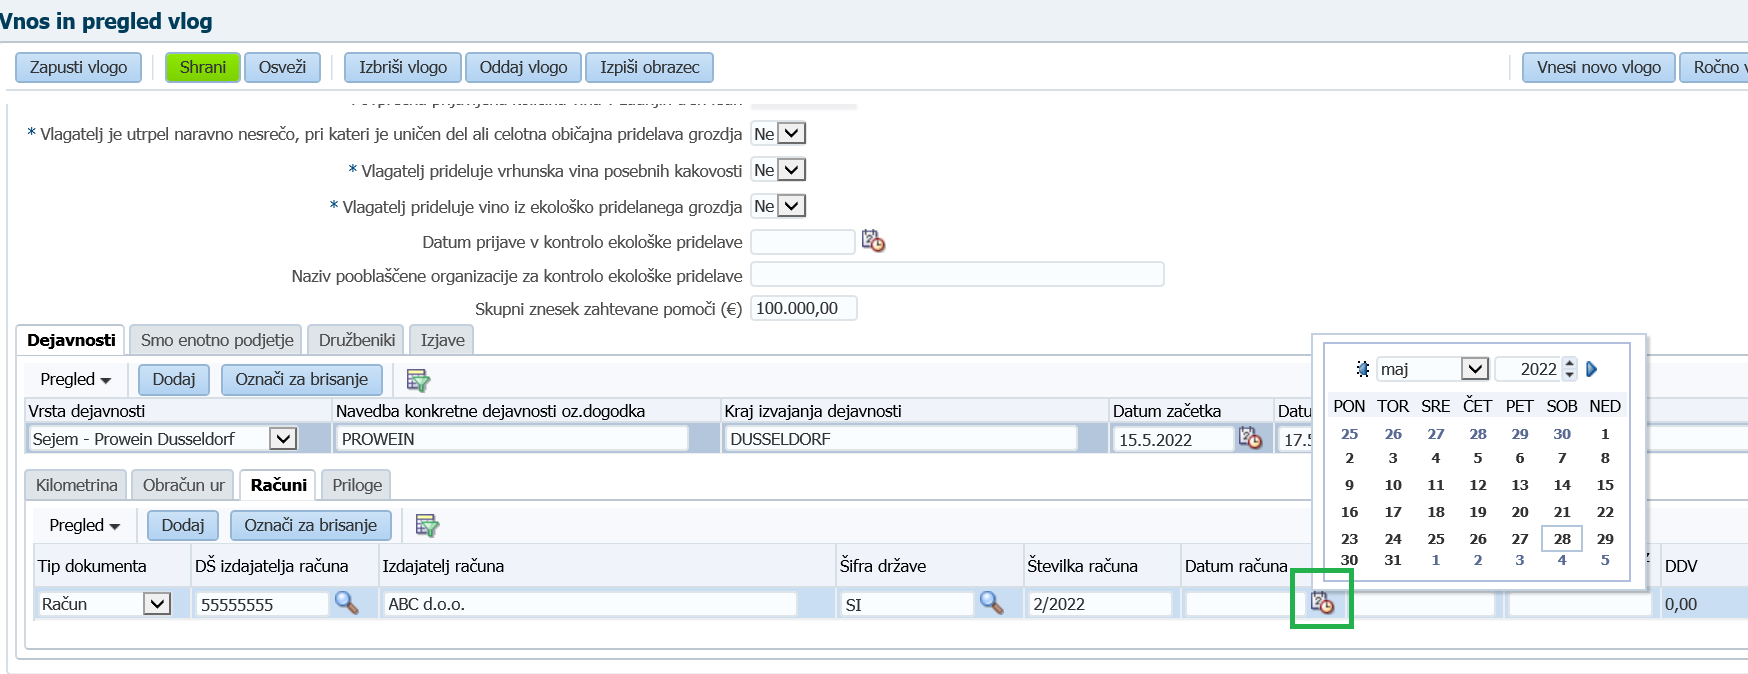 Vnos in pregled vlog
Zapusti vlogo Shrani Osveži Izbriši vlogo Oddaj vlogo Izpiši obrazec Vnesi novo vlogo Ročno
* Vlagatelj je utrpel naravno nesrečo, pri kateri je uničen del ali celotna običajna pridelava grozdja Ne
* Vlagatelj prideluje vrhunska vina posebnih kakovosti Ne
* Vlagatelj prideluje vino iz ekološko pridelanega grozdja Ne
Datum prijave v kontrolo ekološke pridelave
Naziv pooblaščene organizacije za kontrolo ekološke pridelave
Skupni znesek zahtevane pomoči (€) 100.000,00
Dejavnosti Smo enotno podjetje Družbeniki Izjave
Pregled Dodaj Označi za brisanje
Vrsta dejavnosti Navedba konkretne dejavnosti oz.dogodka Kraj izvajanja dejavnosti Datum začetka Datu
Sejem - Prowein Dusseldorf PROWEIN DUSSELDORF 15.5.2022 17.5
maj 2022
PON TOR SRE ČET PET SOB NED
25 26 27 28 29 30 1
2 3 4 5 6 7 8
9 10 11 12 13 14 15
16 17 18 19 20 21 22
23 24 25 26 27 28 29
30 31 1 2 3 4 5
Kilometrina Obračun ur Računi Priloge
Pregled Dodaj Označi za brisanje
Tip dokumenta DŠ izdajatelja računa Izdajatelj računa Šifra države Številka računa Datum računa DDV
Račun 55555555 ABC d.o.o. SI 2/2022 0,00